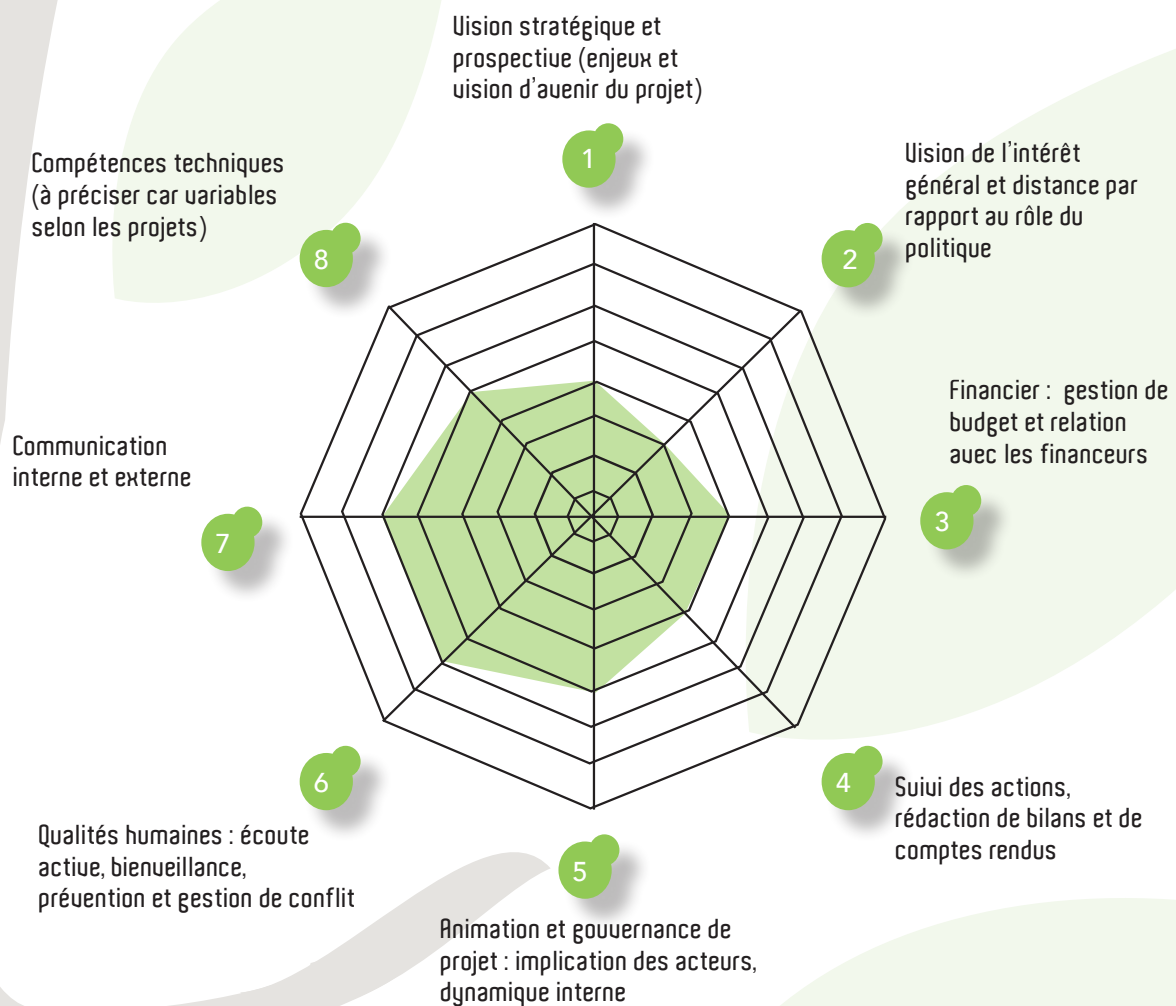 Vision stratégique et
prospective (enjeux et
vision d'avenir du projet)
1
Vision de l'intérêt
général et distance par
rapport au rôle du
politique
2
Financier : gestion de
budget et relation
avec les financeurs
3
Suivi des actions,
rédaction de bilans et de
comptes rendus
4
Animation et gouvernance de
projet : implication des acteurs,
dynamique interne
5
Qualités humaines : écoute
active, bienveillance,
prévention et gestion de conflit
6
Communication
interne et externe
7
Compétences techniques
(à préciser car variables
selon les projets)
8